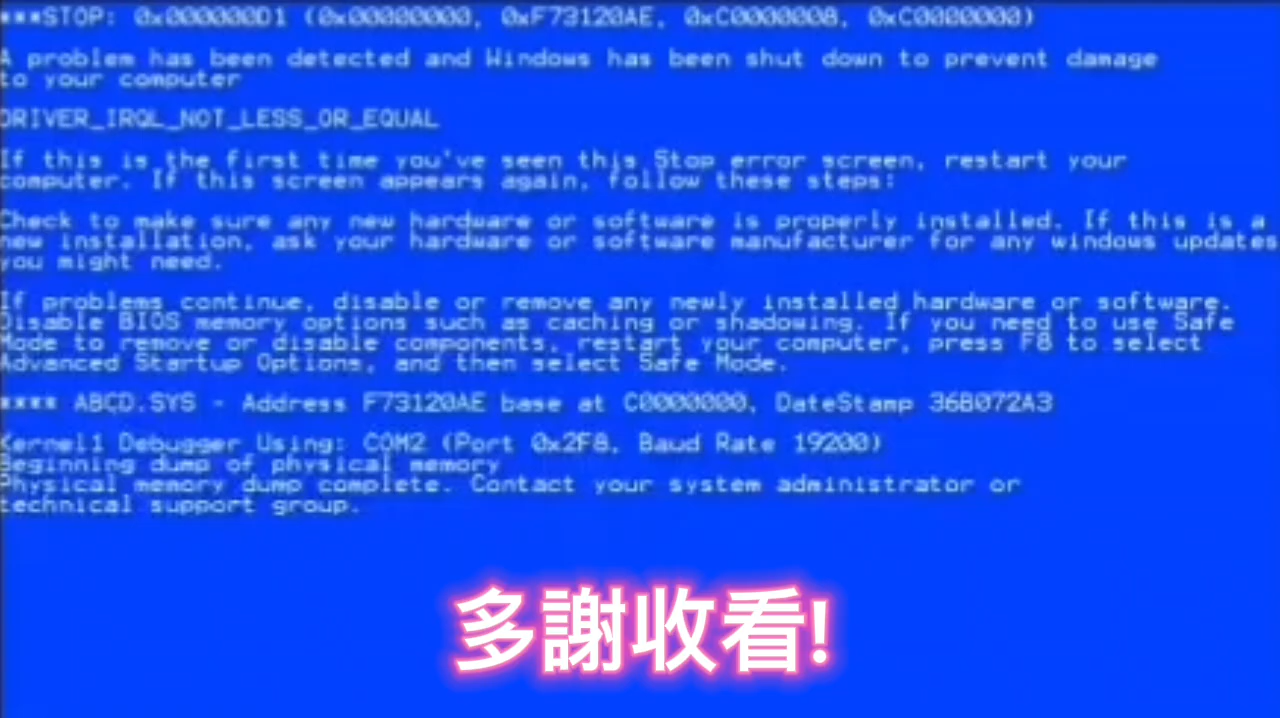 ***STOP: 0x000000D1 (0x00000000, 0xF73120AE, 0xC0000008, 0xC0000000)
A problem has been detected and Windows has been shut down to prevent damage
to your computer
DRIVER_IRQL_NOT_LESS_OR_EQUAL
If this is the first time you've seen this Stop error screen, restart your
computer. If this screen appears again, follow these steps:
Check to make sure any new hardware or software is properly installed. If this is a
new installation, ask your hardware or software manufacturer for any windows updates
you might need.
If problems continue, disable or remove any newly installed hardware or software.
Disable BIOS memory options such as caching or shadowing. If you need to use Safe
Mode to remove or disable components, restart your computer, press F8 to select
Advanced Startup Options, and then select Safe Mode.
**** ABCD.SYS - Address F73120AE base at C0000000, DateStamp 36B072A3
Kernel1 Debugger Using: COM2 (Port 0x2F8, Baud Rate 19200)
Beginning dump of physical memory
Physical memory dump complete. Contact your system administrator or
technical support group.
多謝收看!